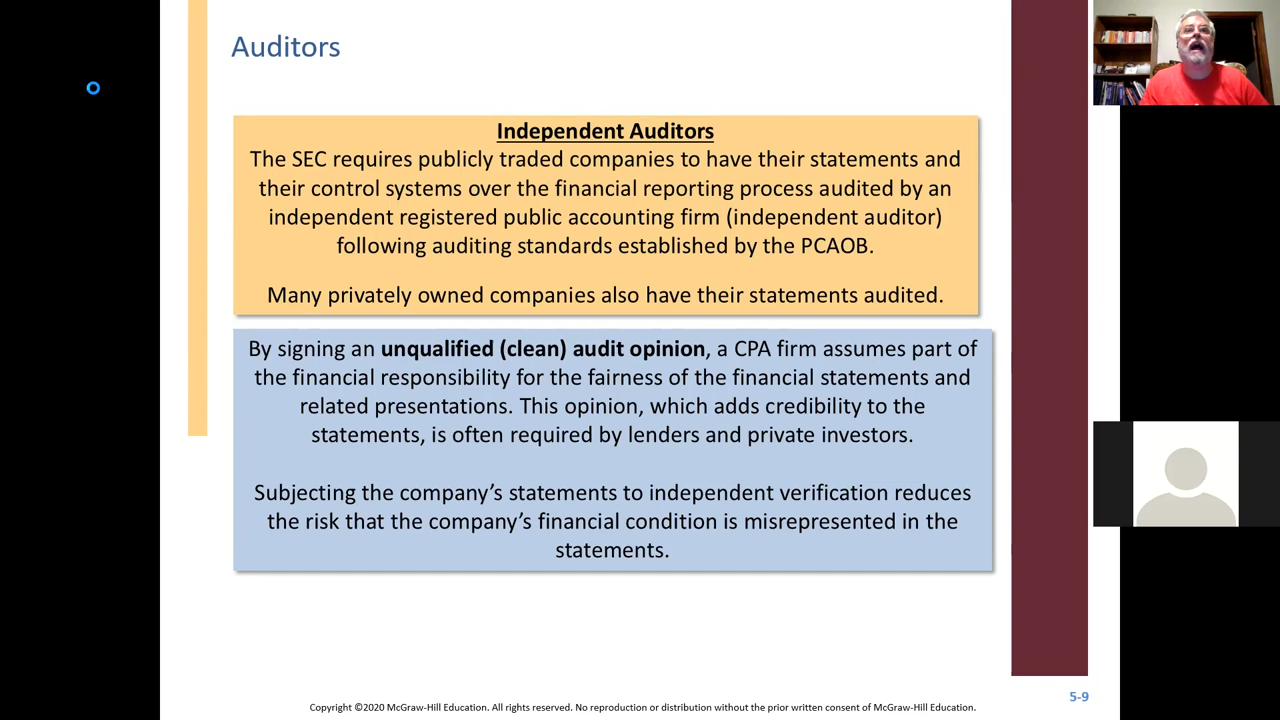 Auditors
Independent Auditors
The SEC requires publicly traded companies to have their statements and
their control systems over the financial reporting process audited by an
independent registered public accounting firm (independent auditor)
following auditing standards established by the PCAOB.
Many privately owned companies also have their statements audited.
By signing an unqualified (clean) audit opinion, a CPA firm assumes part of
the financial responsibility for the fairness of the financial statements and
related presentations. This opinion, which adds credibility to the
statements, is often required by lenders and private investors.
Subjecting the company’s statements to independent verification reduces
the risk that the company’s financial condition is misrepresented in the
statements.
5-9
Copyright ©2020 McGraw-Hill Education. All rights reserved. No reproduction or distribution without the prior written consent of McGraw-Hill Education.